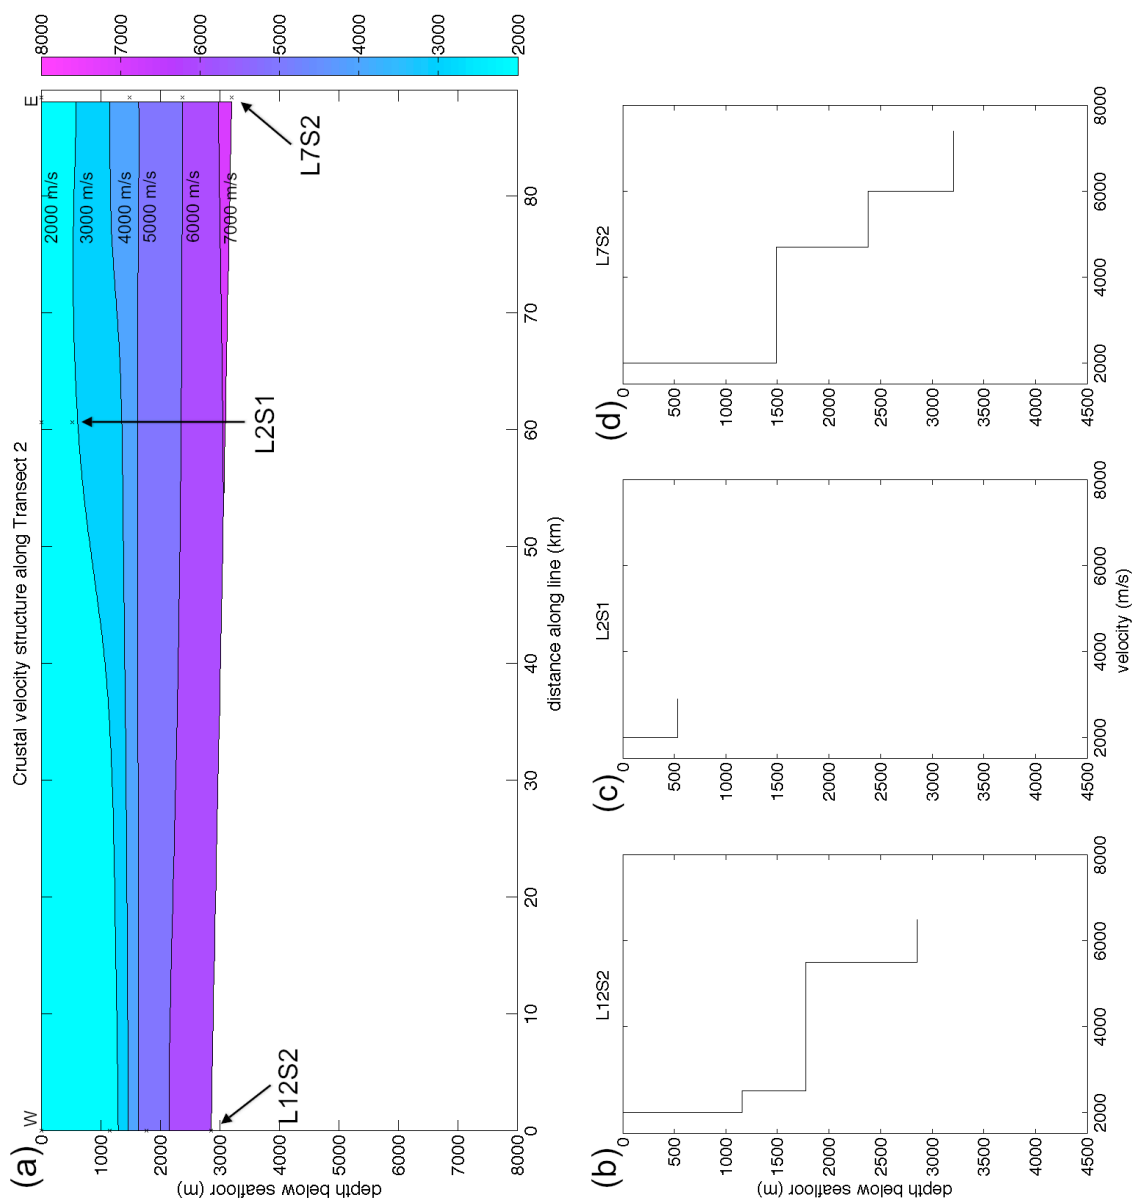 (a)
Crustal velocity structure along Transect 2
W
E
0
1000
2000
3000
4000
5000
6000
7000
8000
depth below seafloor (m)
0
10
20
30
40
50
60
70
80
distance along line (km)
2000 m/s
3000 m/s
4000 m/s
5000 m/s
6000 m/s
7000 m/s
L12S2
L2S1
L7S2
2000
3000
4000
5000
6000
7000
8000
(b)
L12S2
0
500
1000
1500
2000
2500
3000
3500
4000
4500
depth below seafloor (m)
2000
4000
6000
8000
(c)
L2S1
0
500
1000
1500
2000
2500
3000
3500
4000
4500
2000
4000
6000
8000
velocity (m/s)
(d)
L7S2
0
500
1000
1500
2000
2500
3000
3500
4000
4500
2000
4000
6000
8000